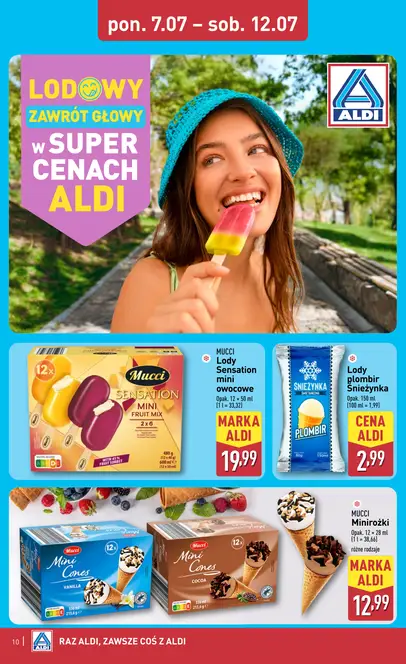 pon. 7.07 – sob. 12.07
LODOWY
ZAWRÓT GŁOWY
w SUPER
CENACH
ALDI
ALDI
12x
Mucci
SENSATION
MINI
FRUIT MIX
2 x 6
MUCCI
Lody
Sensation
mini
owocowe
Opak. 12 × 50 ml
(1 l = 33,32)
MARKA
ALDI
19,99
ŚNIEŻYNKA
PLOMBIR
Lody
plombir
Śnieżynka
Opak. 150 ml
(100 ml = 1,99)
CENA
ALDI
2,99
Mucci
12x
Mini
Cones
VANILLA
Mucci
12x
Mini
Cones
COCOA
MUCCI
Minirożki
Opak. 12 × 28 ml
(1 l = 38,66)
różne rodzaje
MARKA
ALDI
12,99
10
ALDI
RAZ ALDI, ZAWSZE COŚ Z ALDI